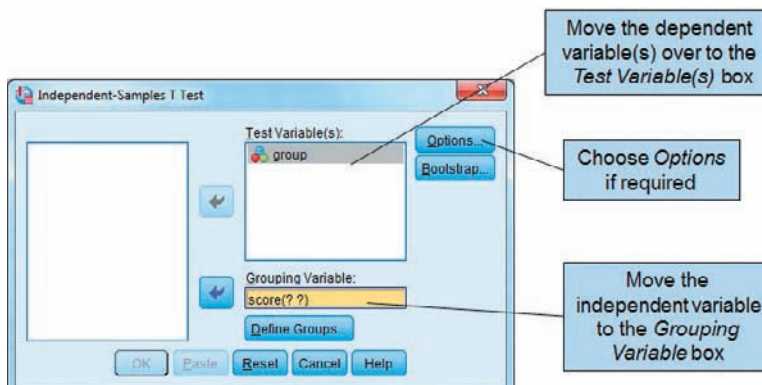 Move the dependent
variable(s) over to the
Test Variable(s) box
Independent-Samples T Test
Test Variable(s):
group
Options...
Bootstrap...
Choose Options
if required
Grouping Variable:
score(? ?)
Define Groups...
Move the
independent variable
to the Grouping
Variable box
OK
Paste
Reset
Cancel
Help